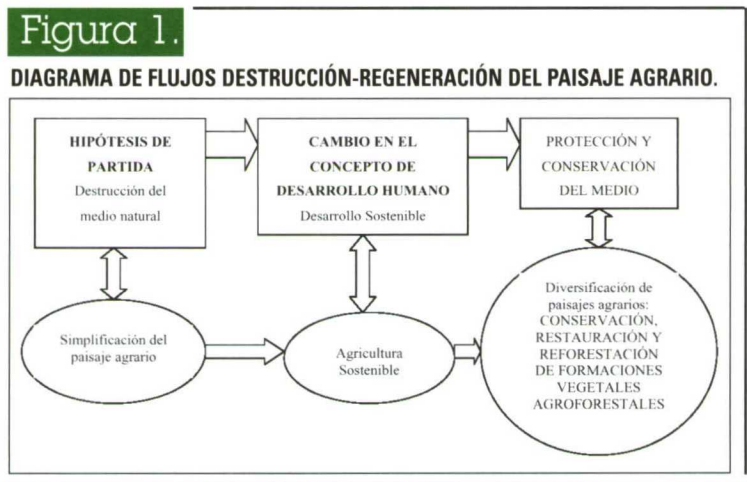 Figura 1.
DIAGRAMA DE FLUJOS DESTRUCCIÓN-REGENERACIÓN DEL PAISAJE AGRARIO.
HIPÓTESIS DE
PARTIDA
Destrucción del
medio natural
CAMBIO EN EL
CONCEPTO DE
DESARROLLO HUMANO
Desarrollo Sostenible
PROTECCIÓN Y
CONSERVACIÓN
DEL MEDIO
Simplificación del
paisaje agrario
Agricultura
Sostenible
Diversificación de
paisajes agrarios:
CONSERVACIÓN,
RESTAURACIÓN Y
REFORESTACIÓN
DE FORMACIONES
VEGETALES
AGROFORESTALES